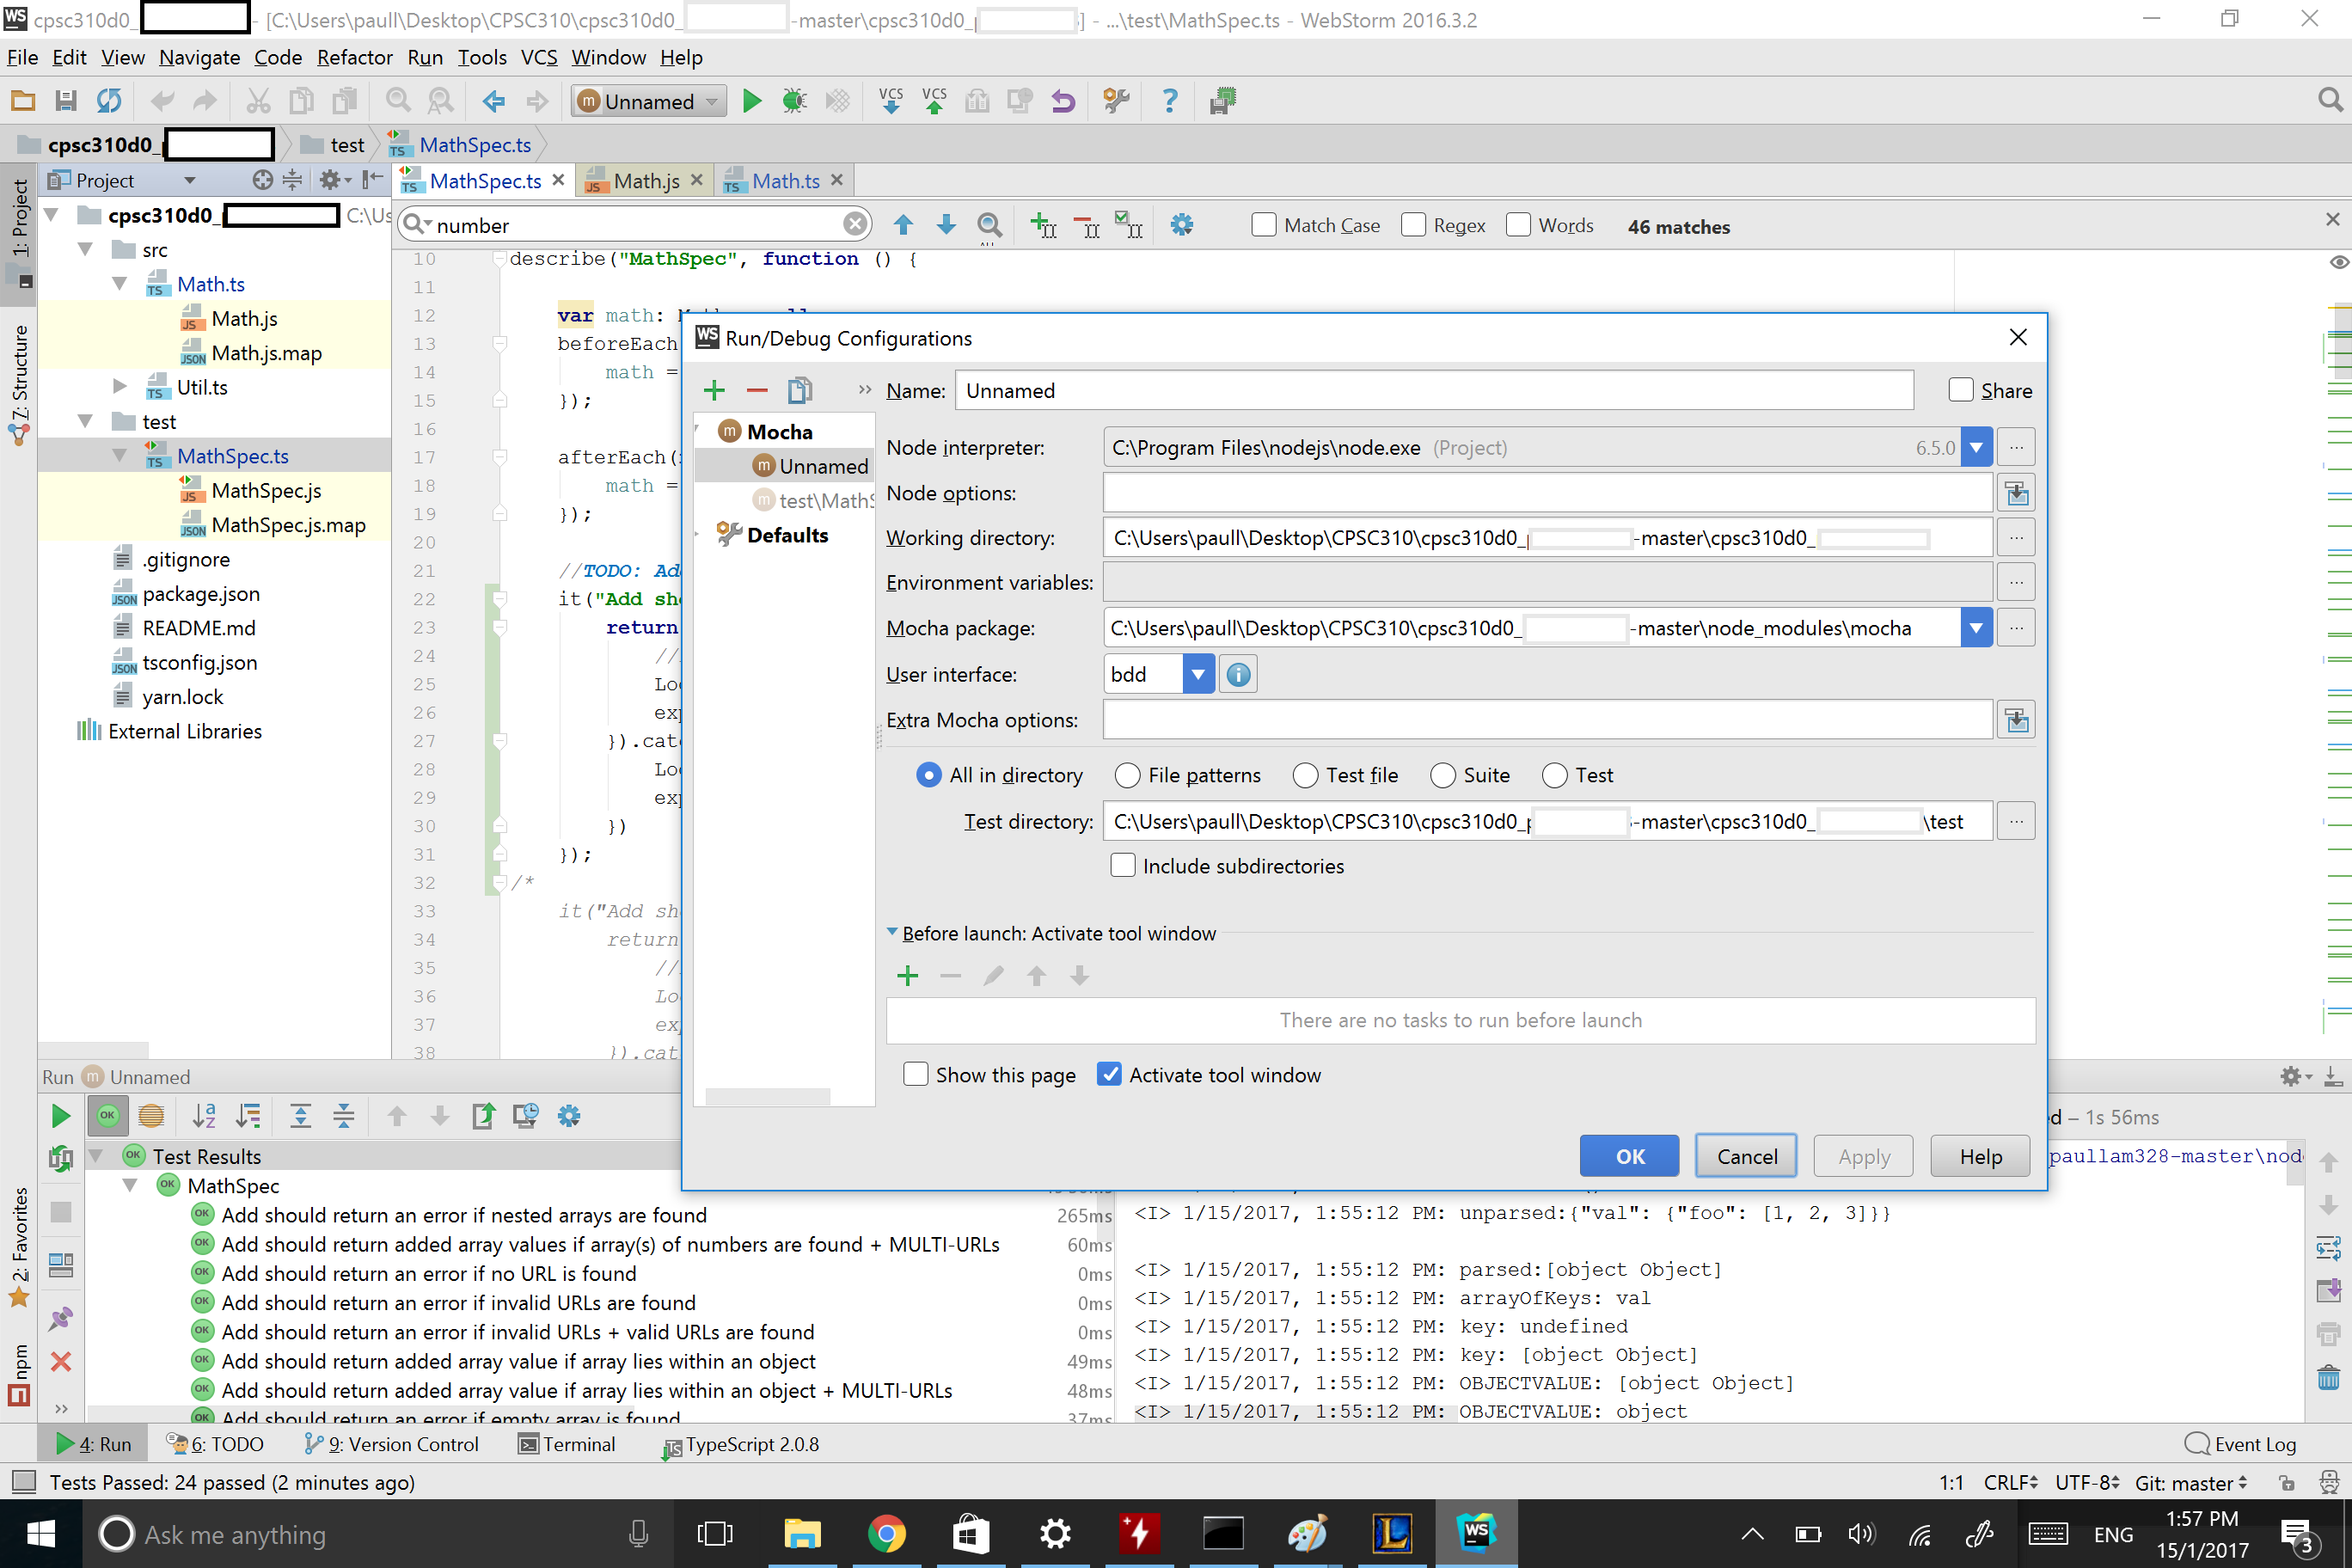 cpsc310d0_ - [C:\Users\paull\Desktop\CPSC310\cpsc310d0_ -master\cpsc310d0_ ] - ...\test\MathSpec.ts - WebStorm 2016.3.2
File Edit View Navigate Code Refactor Run Tools VCS Window Help
Unnamed
VCS VCS
cpsc310d0_ test MathSpec.ts
1: Project
7: Structure
2: Favorites
npm
Project
MathSpec.ts Math.js Math.ts
cpsc310d0_ C:\Us
src
Math.ts
Math.js
Math.js.map
Util.ts
test
MathSpec.ts
MathSpec.js
MathSpec.js.map
.gitignore
package.json
README.md
tsconfig.json
yarn.lock
External Libraries
number Match Case Regex Words 46 matches
10 describe("MathSpec", function () {
11
12 var math:
13 beforeEach
14 math =
15 });
16
17 afterEach(
18 math =
19 });
20
21 //TODO: Ad
22 it("Add sh
23 return
24 //
25 Lo
26 exp
27 }).cat
28 Lo
29 exp
30 })
31 });
32 /*
33 it("Add sh
34 return
35 //
36 Lo
37 ex
38 }).cat
Run/Debug Configurations
Mocha
Unnamed
test\MathS
Defaults
Name: Unnamed Share
Node interpreter: C:\Program Files\nodejs\node.exe (Project) 6.5.0
Node options:
Working directory: C:\Users\paull\Desktop\CPSC310\cpsc310d0_ -master\cpsc310d0_
Environment variables:
Mocha package: C:\Users\paull\Desktop\CPSC310\cpsc310d0_ -master\node_modules\mocha
User interface: bdd
Extra Mocha options:
All in directory File patterns Test file Suite Test
Test directory: C:\Users\paull\Desktop\CPSC310\cpsc310d0_p -master\cpsc310d0_ \test
Include subdirectories
Before launch: Activate tool window
There are no tasks to run before launch
Show this page Activate tool window
OK Cancel Apply Help
Run Unnamed
ed – 1s 56ms
Test Results
MathSpec
Add should return an error if nested arrays are found 265ms
Add should return added array values if array(s) of numbers are found + MULTI-URLs 60ms
Add should return an error if no URL is found 0ms
Add should return an error if invalid URLs are found 0ms
Add should return an error if invalid URLs + valid URLs are found 0ms
Add should return added array value if array lies within an object 49ms
Add should return added array value if array lies within an object + MULTI-URLs 48ms
Add should return an error if empty array is found 37ms
paullam328-master\nod
<I> 1/15/2017, 1:55:12 PM: unparsed:{"val": {"foo": [1, 2, 3]}}
<I> 1/15/2017, 1:55:12 PM: parsed:[object Object]
<I> 1/15/2017, 1:55:12 PM: arrayOfKeys: val
<I> 1/15/2017, 1:55:12 PM: key: undefined
<I> 1/15/2017, 1:55:12 PM: key: [object Object]
<I> 1/15/2017, 1:55:12 PM: OBJECTVALUE: [object Object]
<I> 1/15/2017, 1:55:12 PM: OBJECTVALUE: object
4: Run 6: TODO 9: Version Control Terminal TypeScript 2.0.8 Event Log
Tests Passed: 24 passed (2 minutes ago) 1:1 CRLF UTF-8 Git: master
Ask me anything ENG 1:57 PM
15/1/2017 3